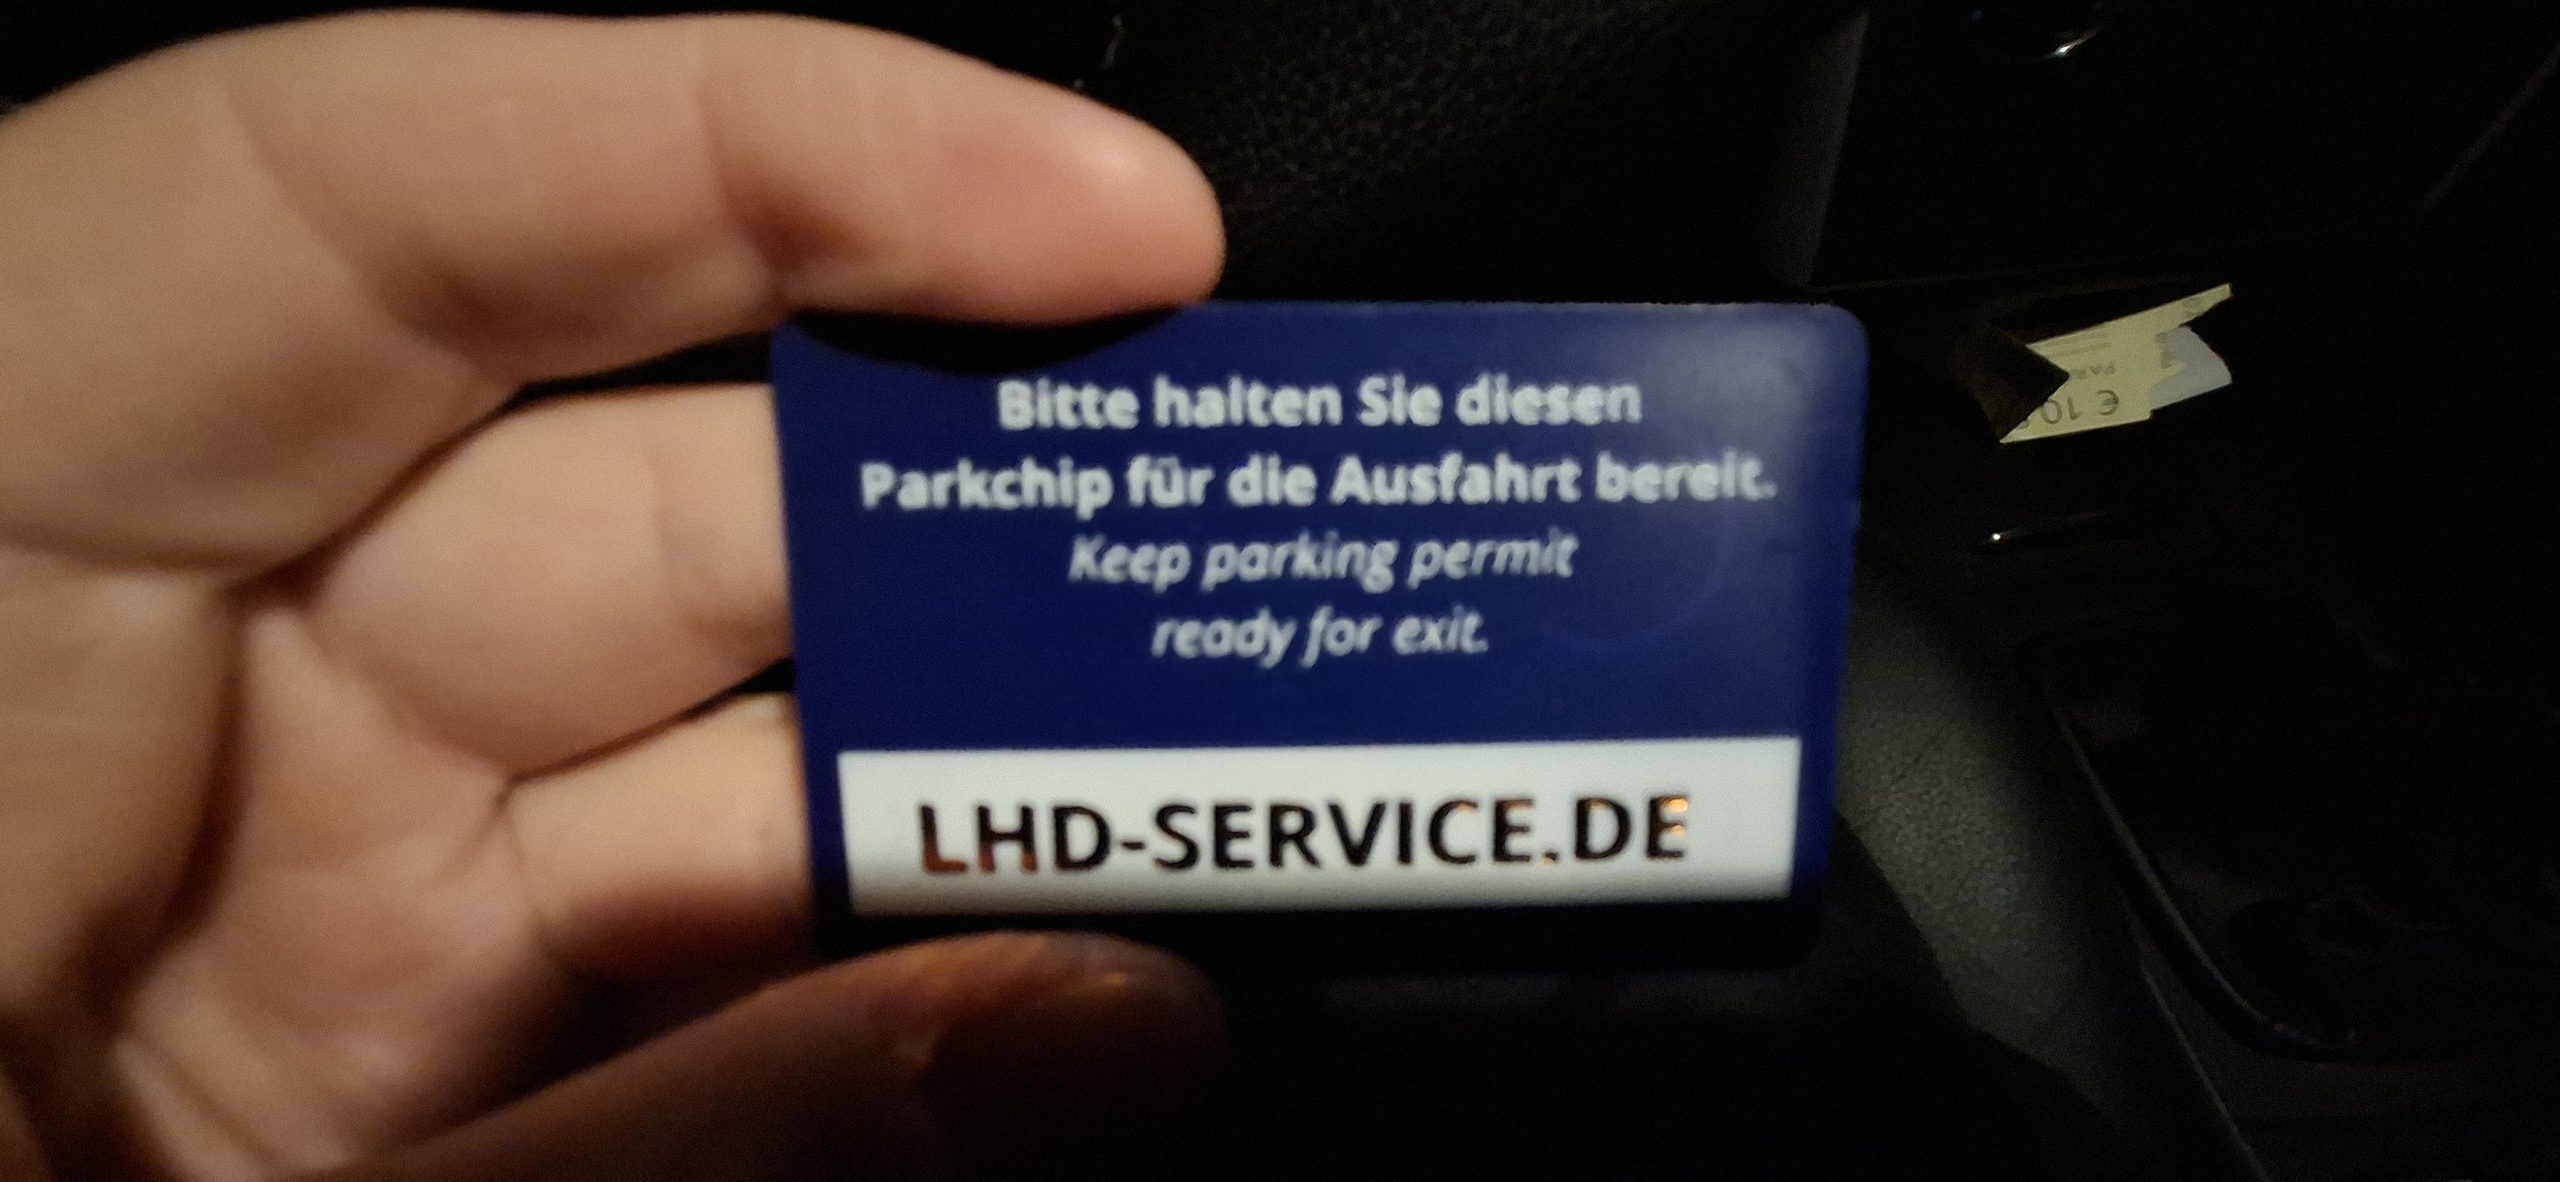 Bitte halten Sie diesen
Parkchip für die Ausfahrt bereit.
Keep parking permit
ready for exit.
LHD-SERVICE.DE